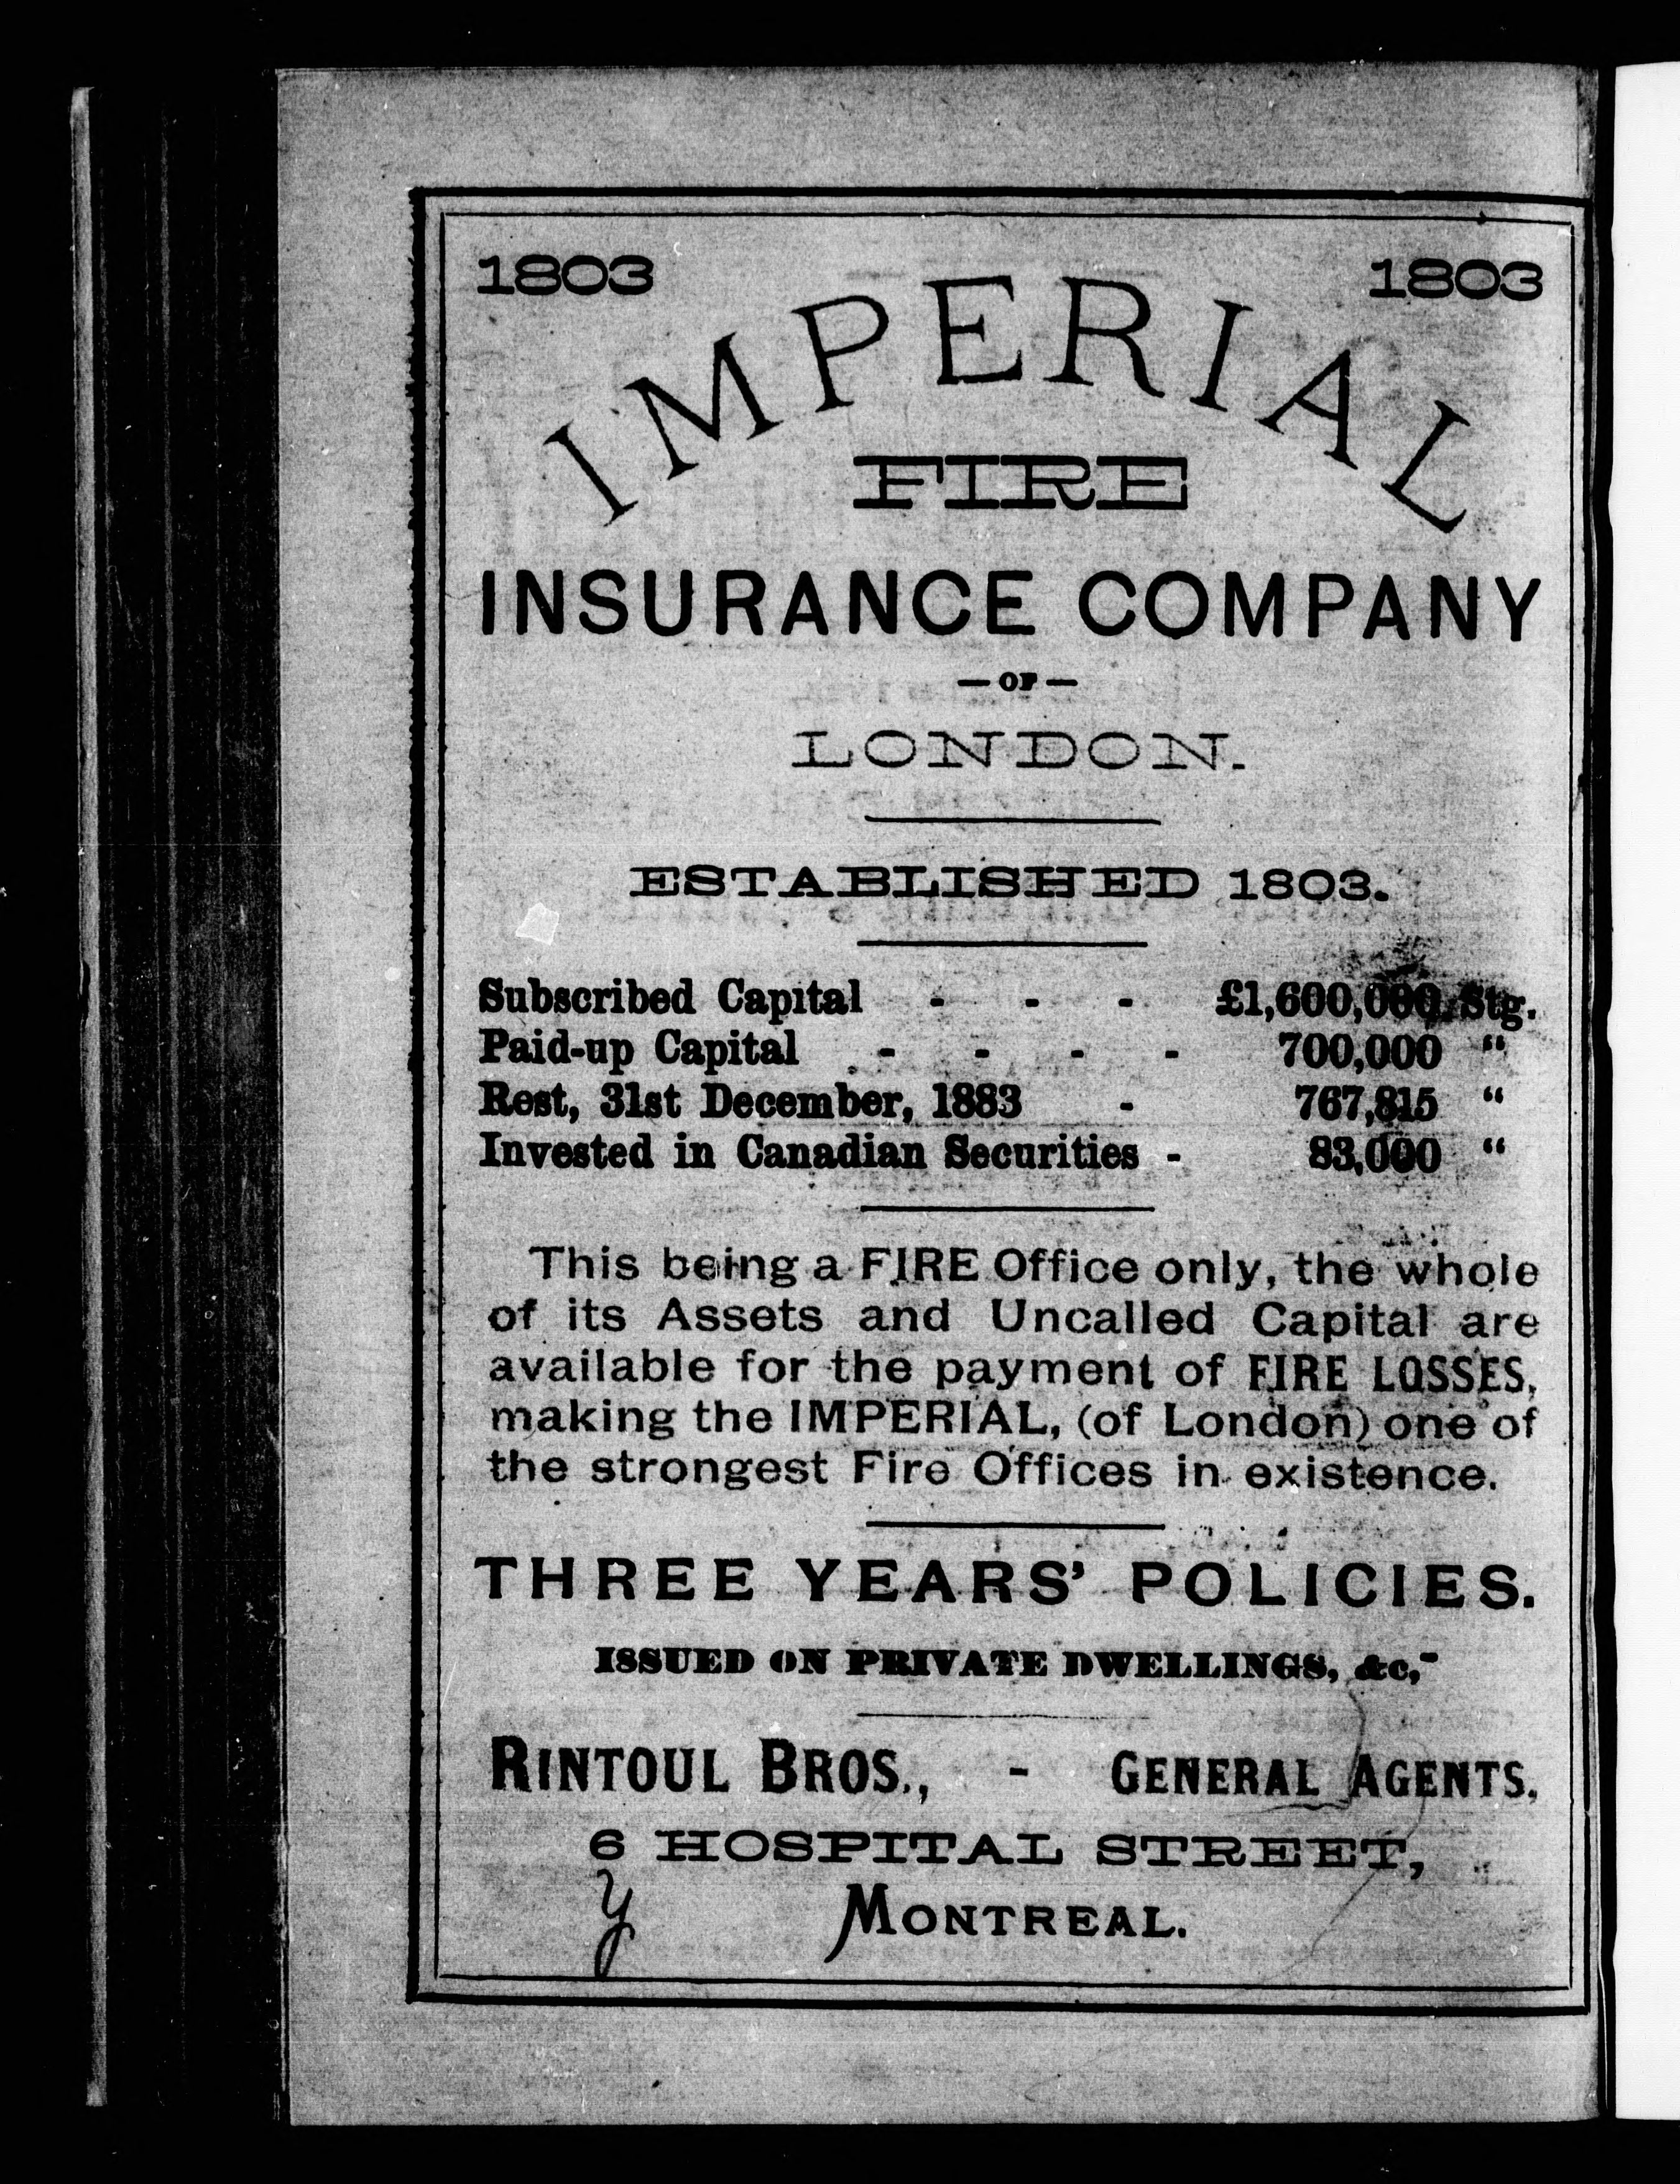 1803 1803
IMPERIAL
FIRE
INSURANCE COMPANY
— OF —
LONDON.
ESTABLISHED 1803.
Subscribed Capital - - - £1,600,000 Stg.
Paid-up Capital - - - - 700,000 “
Rest, 31st December, 1883 - 767,815 “
Invested in Canadian Securities - 83,000 “
This being a FIRE Office only, the whole
of its Assets and Uncalled Capital are
available for the payment of FIRE LOSSES,
making the IMPERIAL, (of London) one of
the strongest Fire Offices in existence.
THREE YEARS' POLICIES.
ISSUED ON PRIVATE DWELLINGS, &c,
RINTOUL BROS., - GENERAL AGENTS,
6 HOSPITAL STREET,
y MONTREAL.